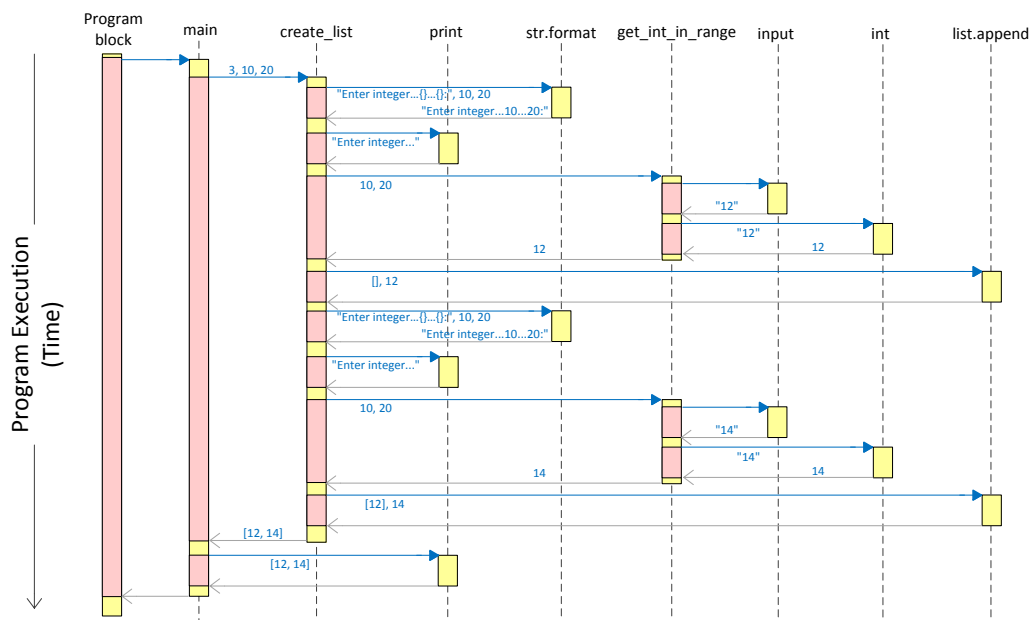 Program
block
main
create_list
print
str.format
get_int_in_range
input
int
list.append
Program Execution
(Time)
3, 10, 20
"Enter integer...{}...{}:", 10, 20
"Enter integer...10...20:"
"Enter integer..."
10, 20
"12"
"12"
12
12
[], 12
"Enter integer...{}...{}:", 10, 20
"Enter integer...10...20:"
"Enter integer..."
10, 20
"14"
"14"
14
14
[12], 14
[12, 14]
[12, 14]